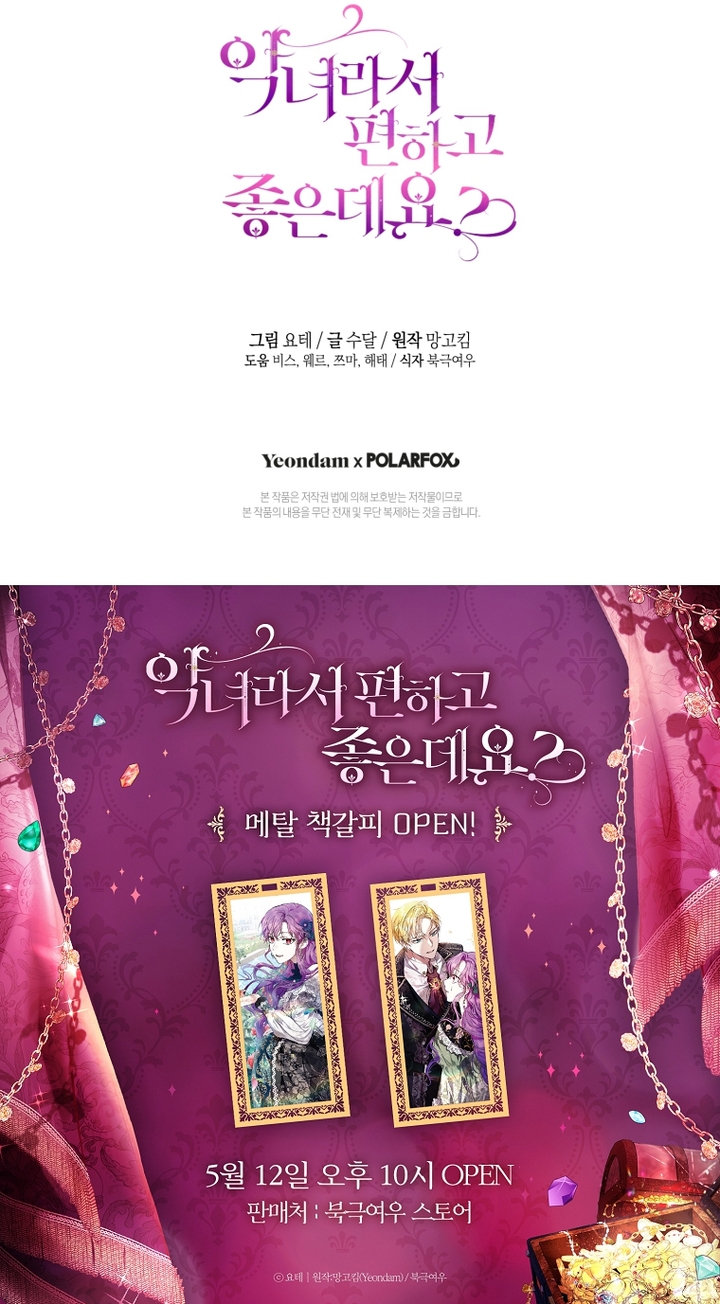 악녀라서
편하고
좋은데요?
그림 요테 / 글 수달 / 원작 망고킴
도움 비스, 웨르, 쯔마, 해태 / 식자 북극여우
Yeondam x POLARFOX
본 작품은 저작권 법에 의해 보호받는 저작물이므로
본 작품의 내용을 무단 전재 및 무단 복제하는 것을 금합니다.
악녀라서 편하고
좋은데요?
메탈 책갈피 OPEN!
5월 12일 오후 10시 OPEN
판매처 : 북극여우 스토어
ⓒ 요테 | 원작:망고킴(Yeondam) / 북극여우